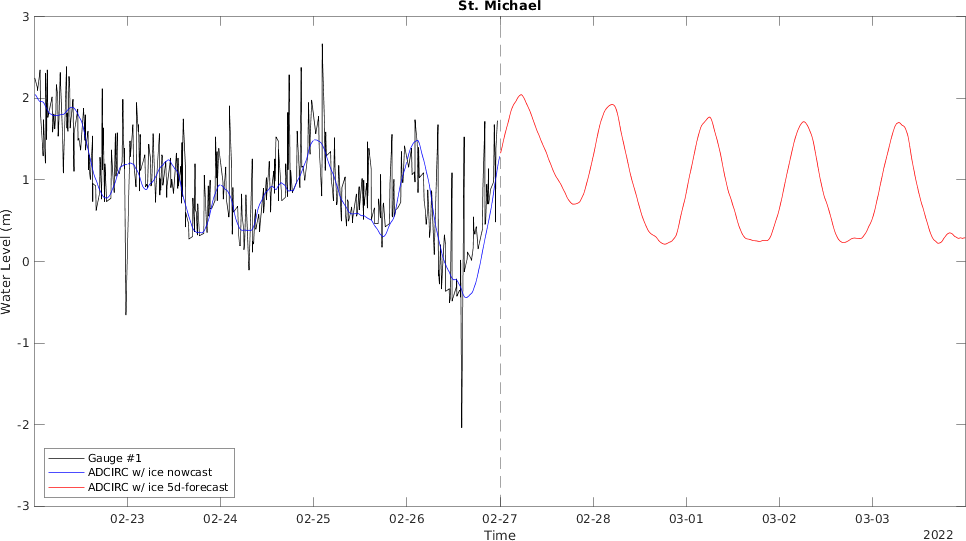 St. Michael
Water Level (m)
3
2
1
0
-1
-2
-3
Gauge #1
ADCIRC w/ ice nowcast
ADCIRC w/ ice 5d-forecast
02-23
02-24
02-25
02-26
02-27
02-28
03-01
03-02
03-03
Time
2022